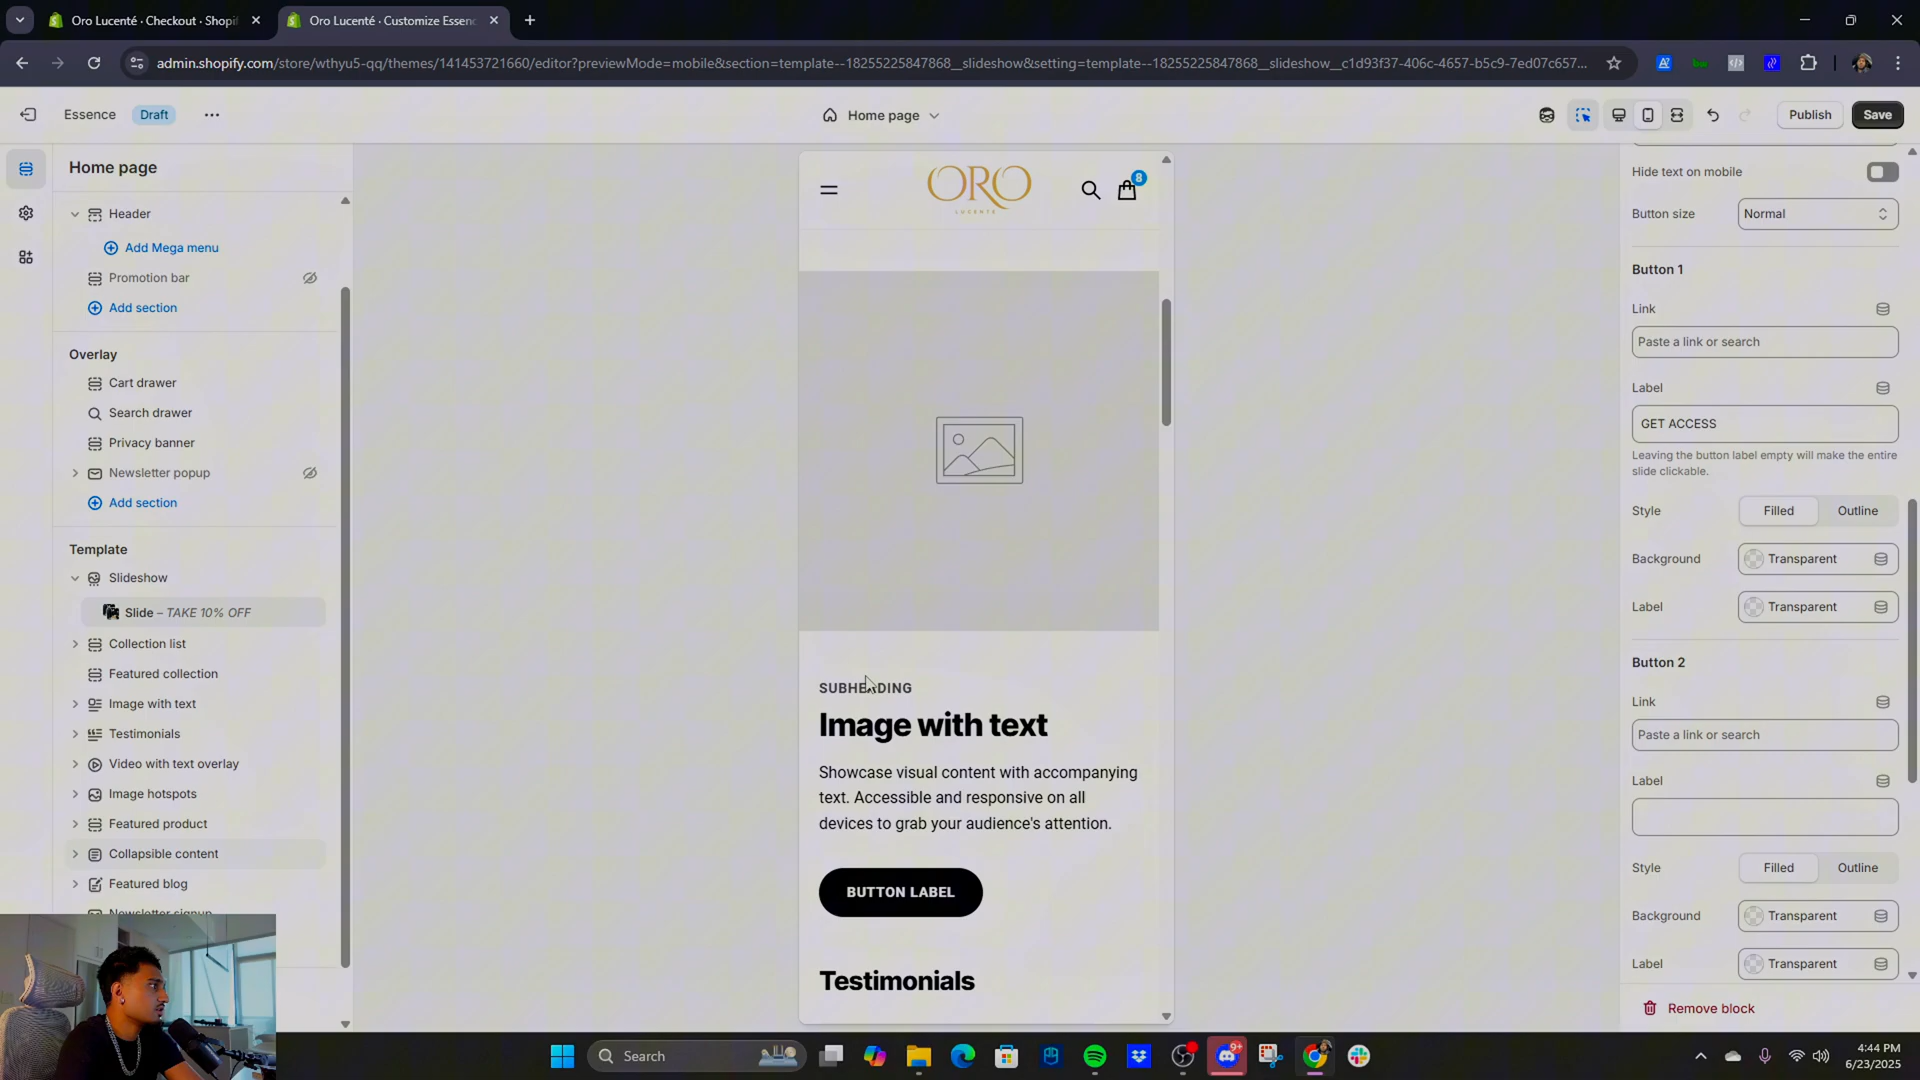 Oro Lucenté · Checkout · Shopi
Oro Lucenté · Customize Essenc
admin.shopify.com/store/wthyu5-qq/themes/141453721660/editor?previewMode=mobile&section=template--18255225847868__slideshow&setting=template--18255225847868__slideshow__c1d93f37-406c-4657-b5c9-7ed07c657...
Essence
Draft
Home page
Publish
Save
Home page
Header
Add Mega menu
Promotion bar
Add section
Overlay
Cart drawer
Search drawer
Privacy banner
Newsletter popup
Add section
Template
Slideshow
Slide – TAKE 10% OFF
Collection list
Featured collection
Image with text
Testimonials
Video with text overlay
Image hotspots
Featured product
Collapsible content
Featured blog
Newsletter signup
ORO
LUCENTÉ
8
SUBHEADING
Image with text
Showcase visual content with accompanying
text. Accessible and responsive on all
devices to grab your audience's attention.
BUTTON LABEL
Testimonials
Hide text on mobile
Button size
Normal
Button 1
Link
Paste a link or search
Label
GET ACCESS
Leaving the button label empty will make the entire
slide clickable.
Style
Filled
Outline
Background
Transparent
Label
Transparent
Button 2
Link
Paste a link or search
Label
Style
Filled
Outline
Background
Transparent
Label
Transparent
Remove block
Search
9+
4:44 PM
6/23/2025